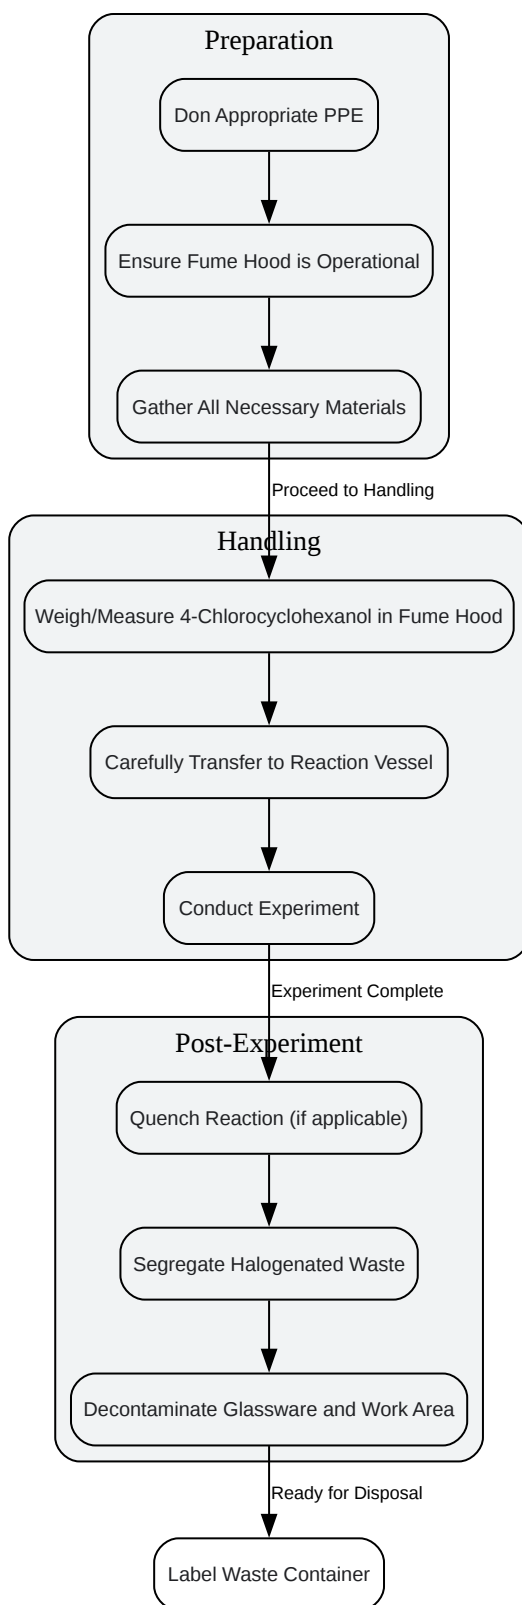 Preparation
Don Appropriate PPE
Ensure Fume Hood is Operational
Gather All Necessary Materials
Proceed to Handling
Handling
Weigh/Measure 4-Chlorocyclohexanol in Fume Hood
Carefully Transfer to Reaction Vessel
Conduct Experiment
Experiment Complete
Post-Experiment
Quench Reaction (if applicable)
Segregate Halogenated Waste
Decontaminate Glassware and Work Area
Ready for Disposal
Label Waste Container